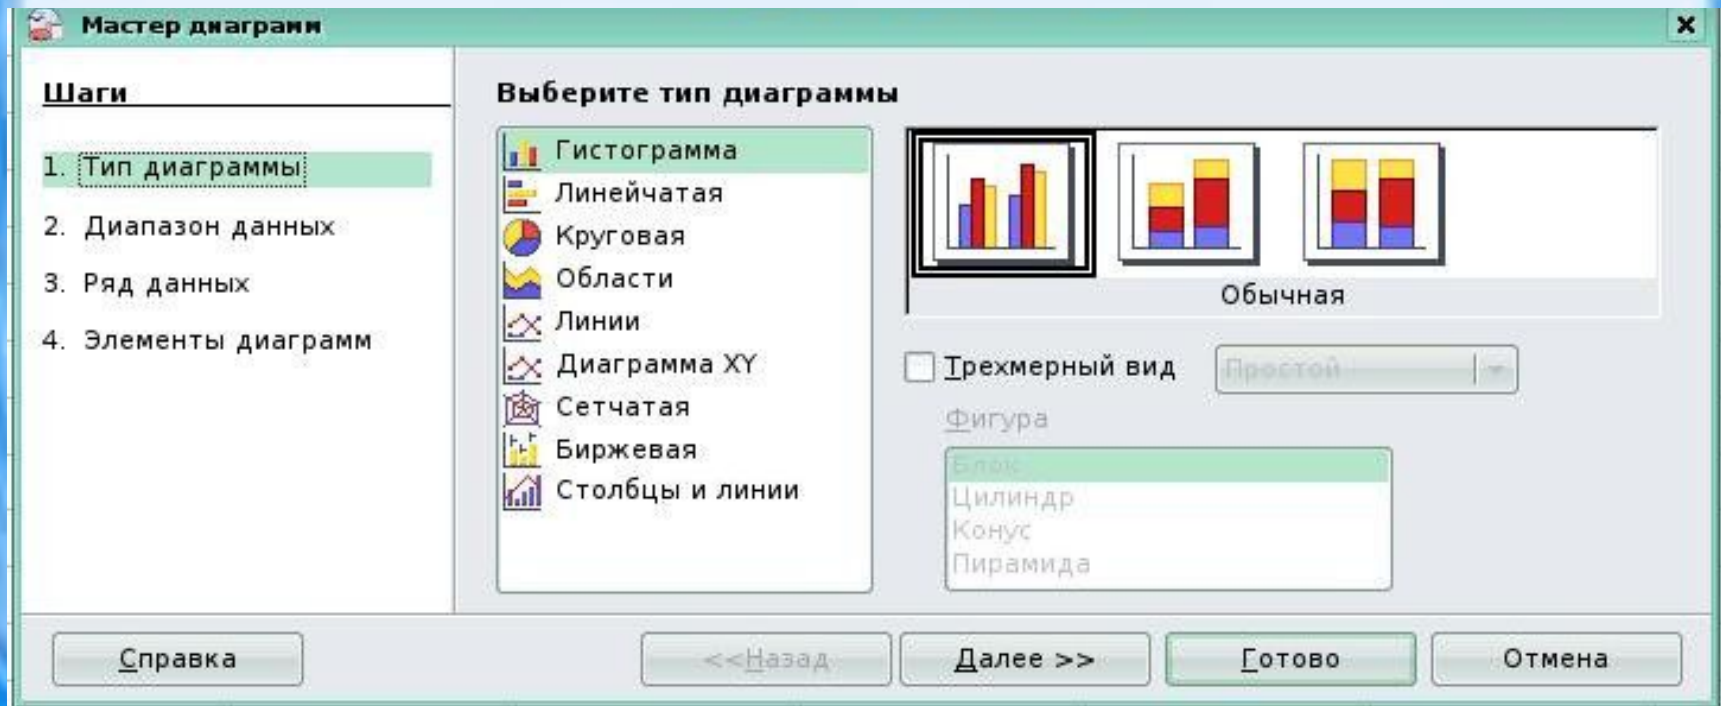 Мастер диаграмм
Шаги
1. Тип диаграммы
2. Диапазон данных
3. Ряд данных
4. Элементы диаграмм
Выберите тип диаграммы
Гистограмма
Линейчатая
Круговая
Области
Линии
Диаграмма XY
Сетчатая
Биржевая
Столбцы и линии
Обычная
Трехмерный вид
Простой
Фигура
Блок
Цилиндр
Конус
Пирамида
Справка
<<Назад
Далее >>
Готово
Отмена